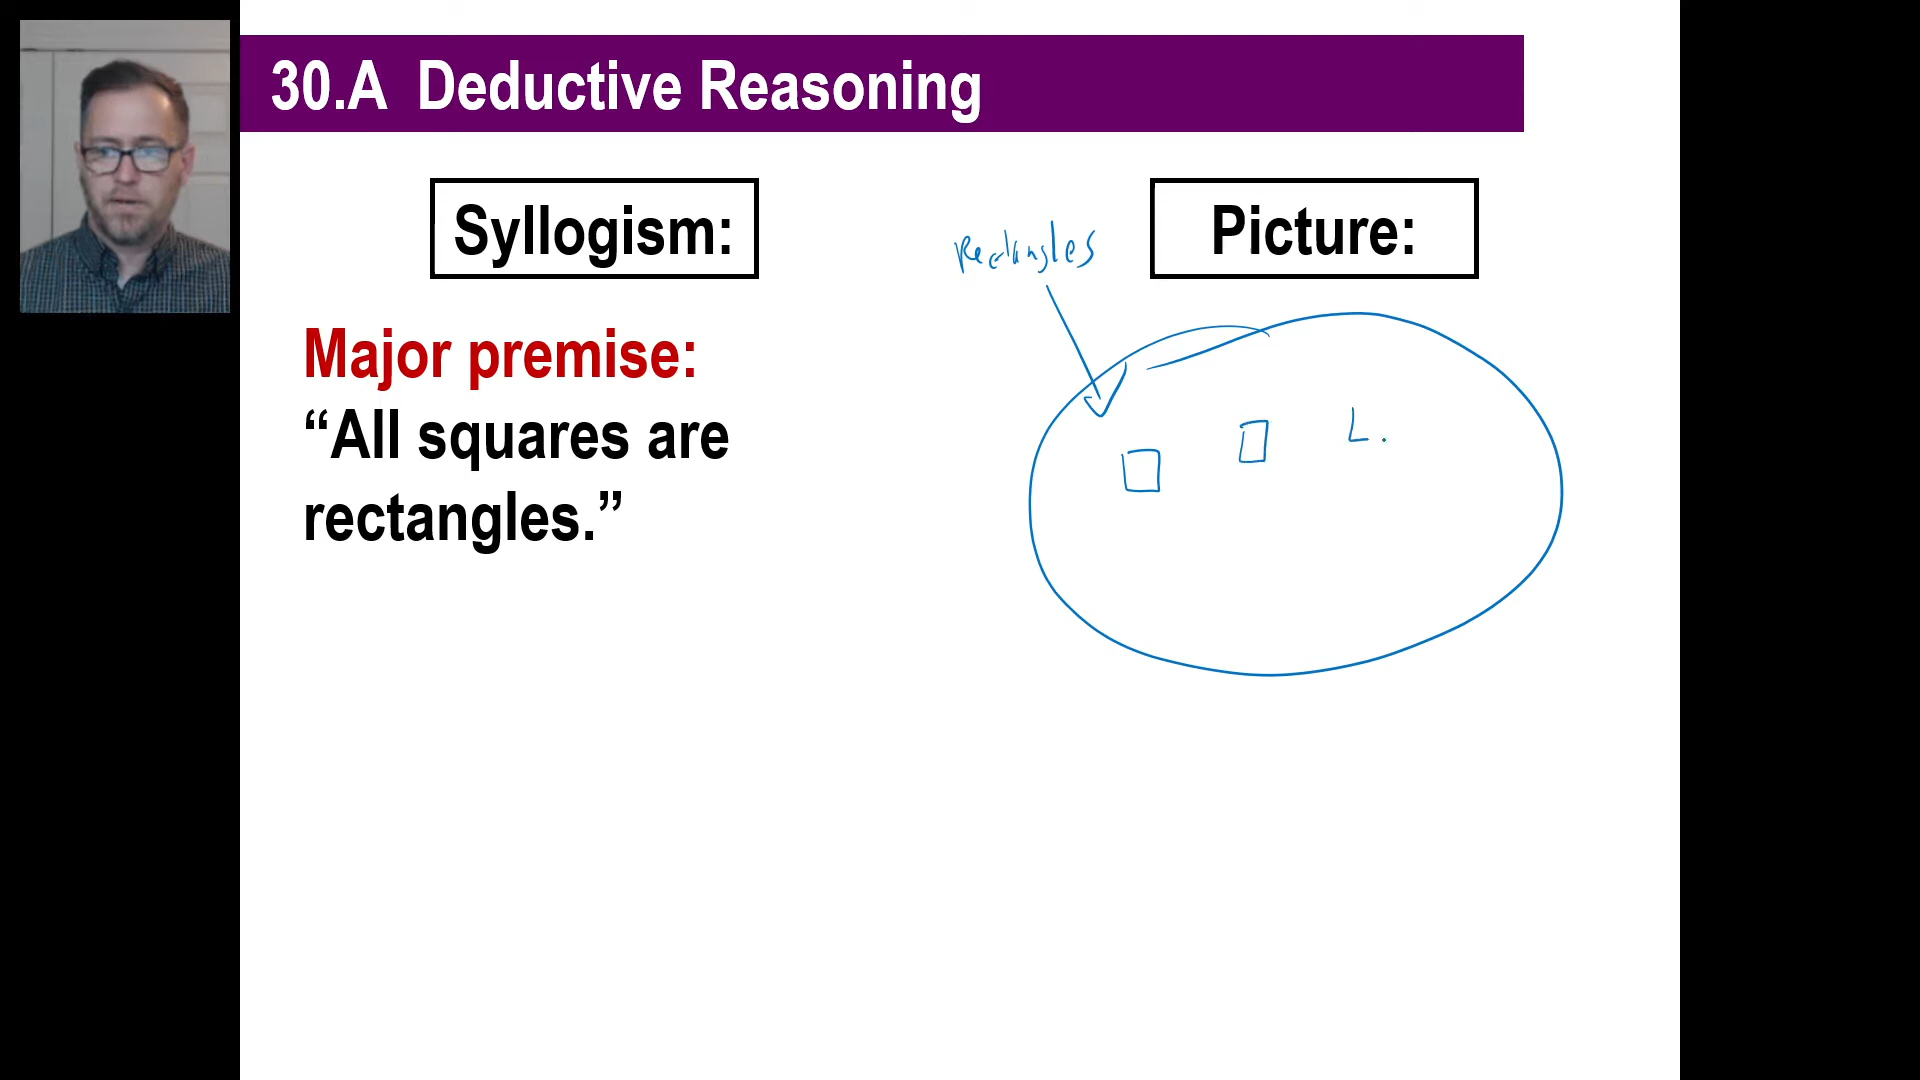 30.A Deductive Reasoning
Syllogism:
Picture:
Rectangles
Major premise:
“All squares are
rectangles.”